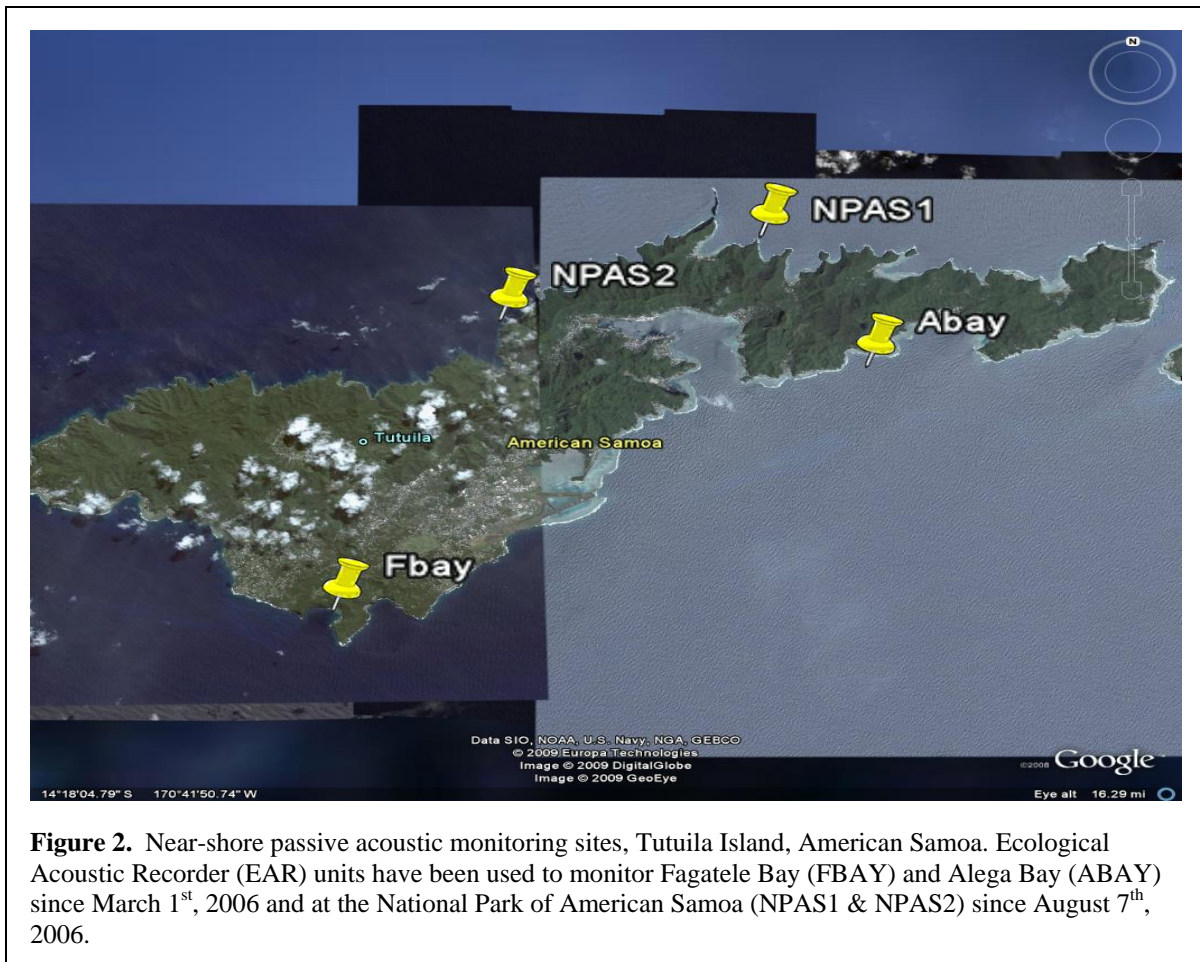 N
NPAS1
NPAS2
Abay
Tutuila
American Samoa
Fbay
Data SIO, NOAA, U.S. Navy, NGA, GEBCO
© 2009 Europa Technologies
Image © 2009 DigitalGlobe
Image © 2009 GeoEye
©2008 Google™
14°18'04.79" S 170°41'50.74" W
Eye alt 16.29 mi
Figure 2. Near-shore passive acoustic monitoring sites, Tutuila Island, American Samoa. Ecological
Acoustic Recorder (EAR) units have been used to monitor Fagatele Bay (FBAY) and Alega Bay (ABAY)
since March 1st, 2006 and at the National Park of American Samoa (NPAS1 & NPAS2) since August 7th,
2006.